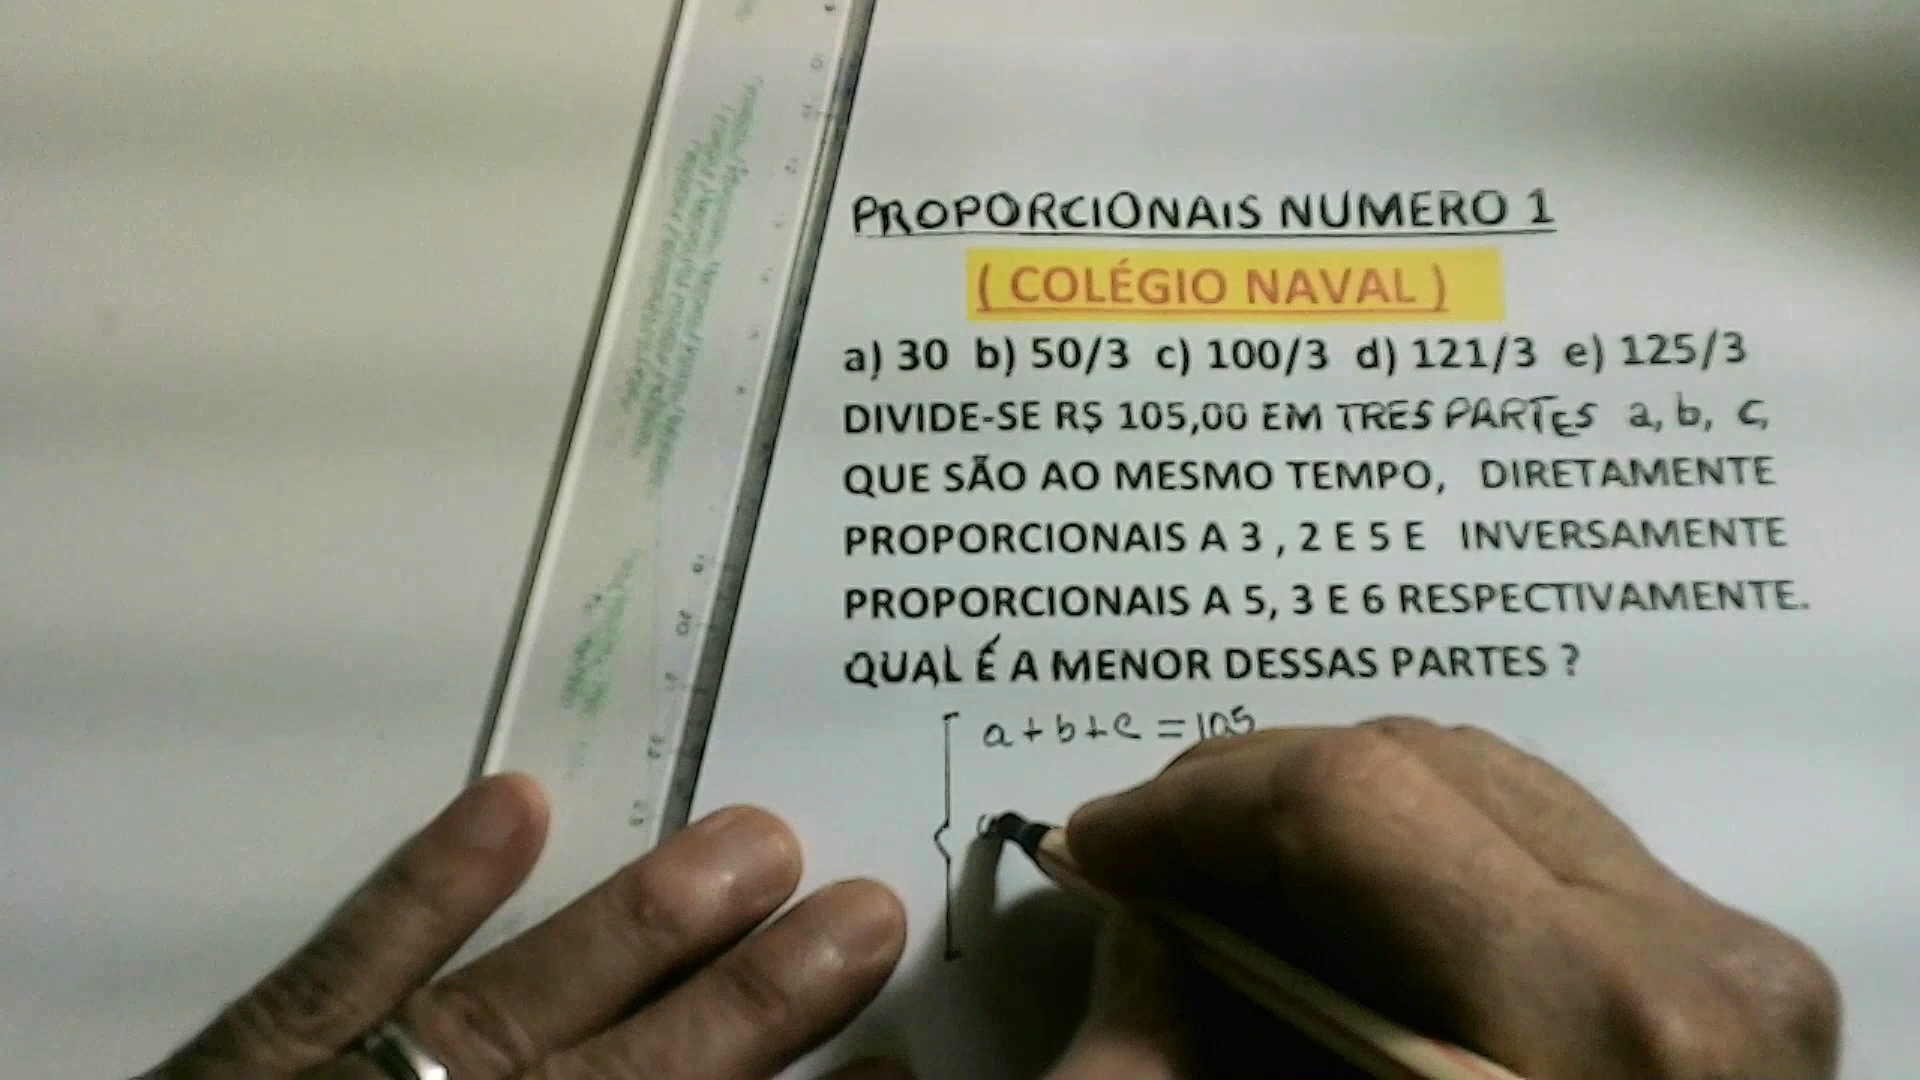 PROPORCIONAIS NUMERO 1
( COLÉGIO NAVAL )
a) 30 b) 50/3 c) 100/3 d) 121/3 e) 125/3
DIVIDE-SE R$ 105,00 EM TRES PARTES a, b, c,
QUE SÃO AO MESMO TEMPO, DIRETAMENTE
PROPORCIONAIS A 3 , 2 E 5 E INVERSAMENTE
PROPORCIONAIS A 5, 3 E 6 RESPECTIVAMENTE.
QUAL É A MENOR DESSAS PARTES ?
a + b + c = 105